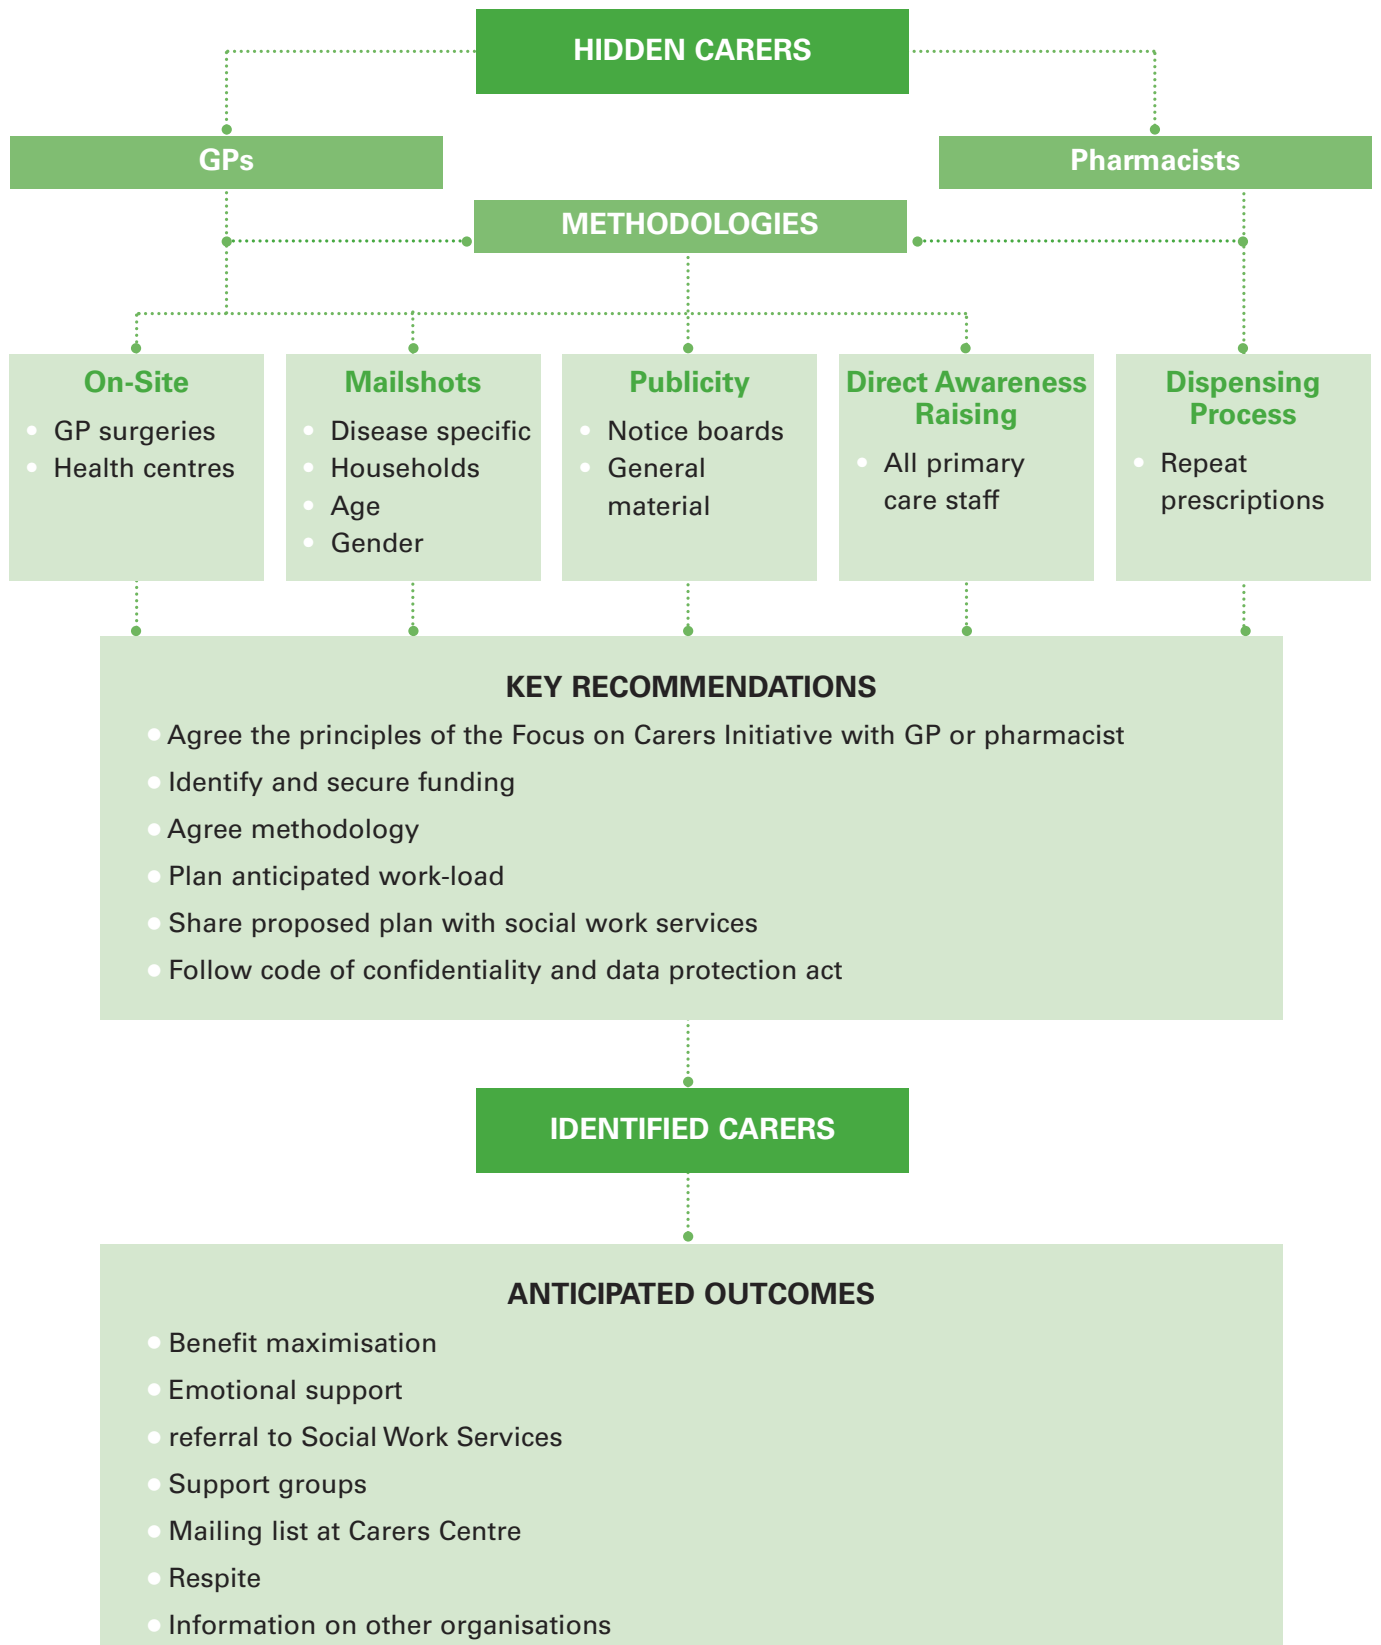 HIDDEN CARERS
GPs
Pharmacists
METHODOLOGIES
On-Site
GP surgeries
Health centres
Mailshots
Disease specific
Households
Age
Gender
Publicity
Notice boards
General
material
Direct Awareness
Raising
All primary
care staff
Dispensing
Process
Repeat
prescriptions
KEY RECOMMENDATIONS
Agree the principles of the Focus on Carers Initiative with GP or pharmacist
Identify and secure funding
Agree methodology
Plan anticipated work-load
Share proposed plan with social work services
Follow code of confidentiality and data protection act
IDENTIFIED CARERS
ANTICIPATED OUTCOMES
Benefit maximisation
Emotional support
referral to Social Work Services
Support groups
Mailing list at Carers Centre
Respite
Information on other organisations